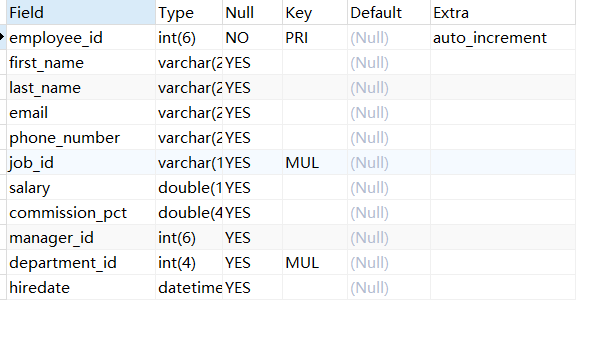 Field Type Null Key Default Extra
employee_id int(6) NO PRI (Null) auto_increment
first_name varchar(2 YES (Null)
last_name varchar(2 YES (Null)
email varchar(2 YES (Null)
phone_number varchar(2 YES (Null)
job_id varchar(1 YES MUL (Null)
salary double(1 YES (Null)
commission_pct double(4 YES (Null)
manager_id int(6) YES (Null)
department_id int(4) YES MUL (Null)
hiredate datetime YES (Null)